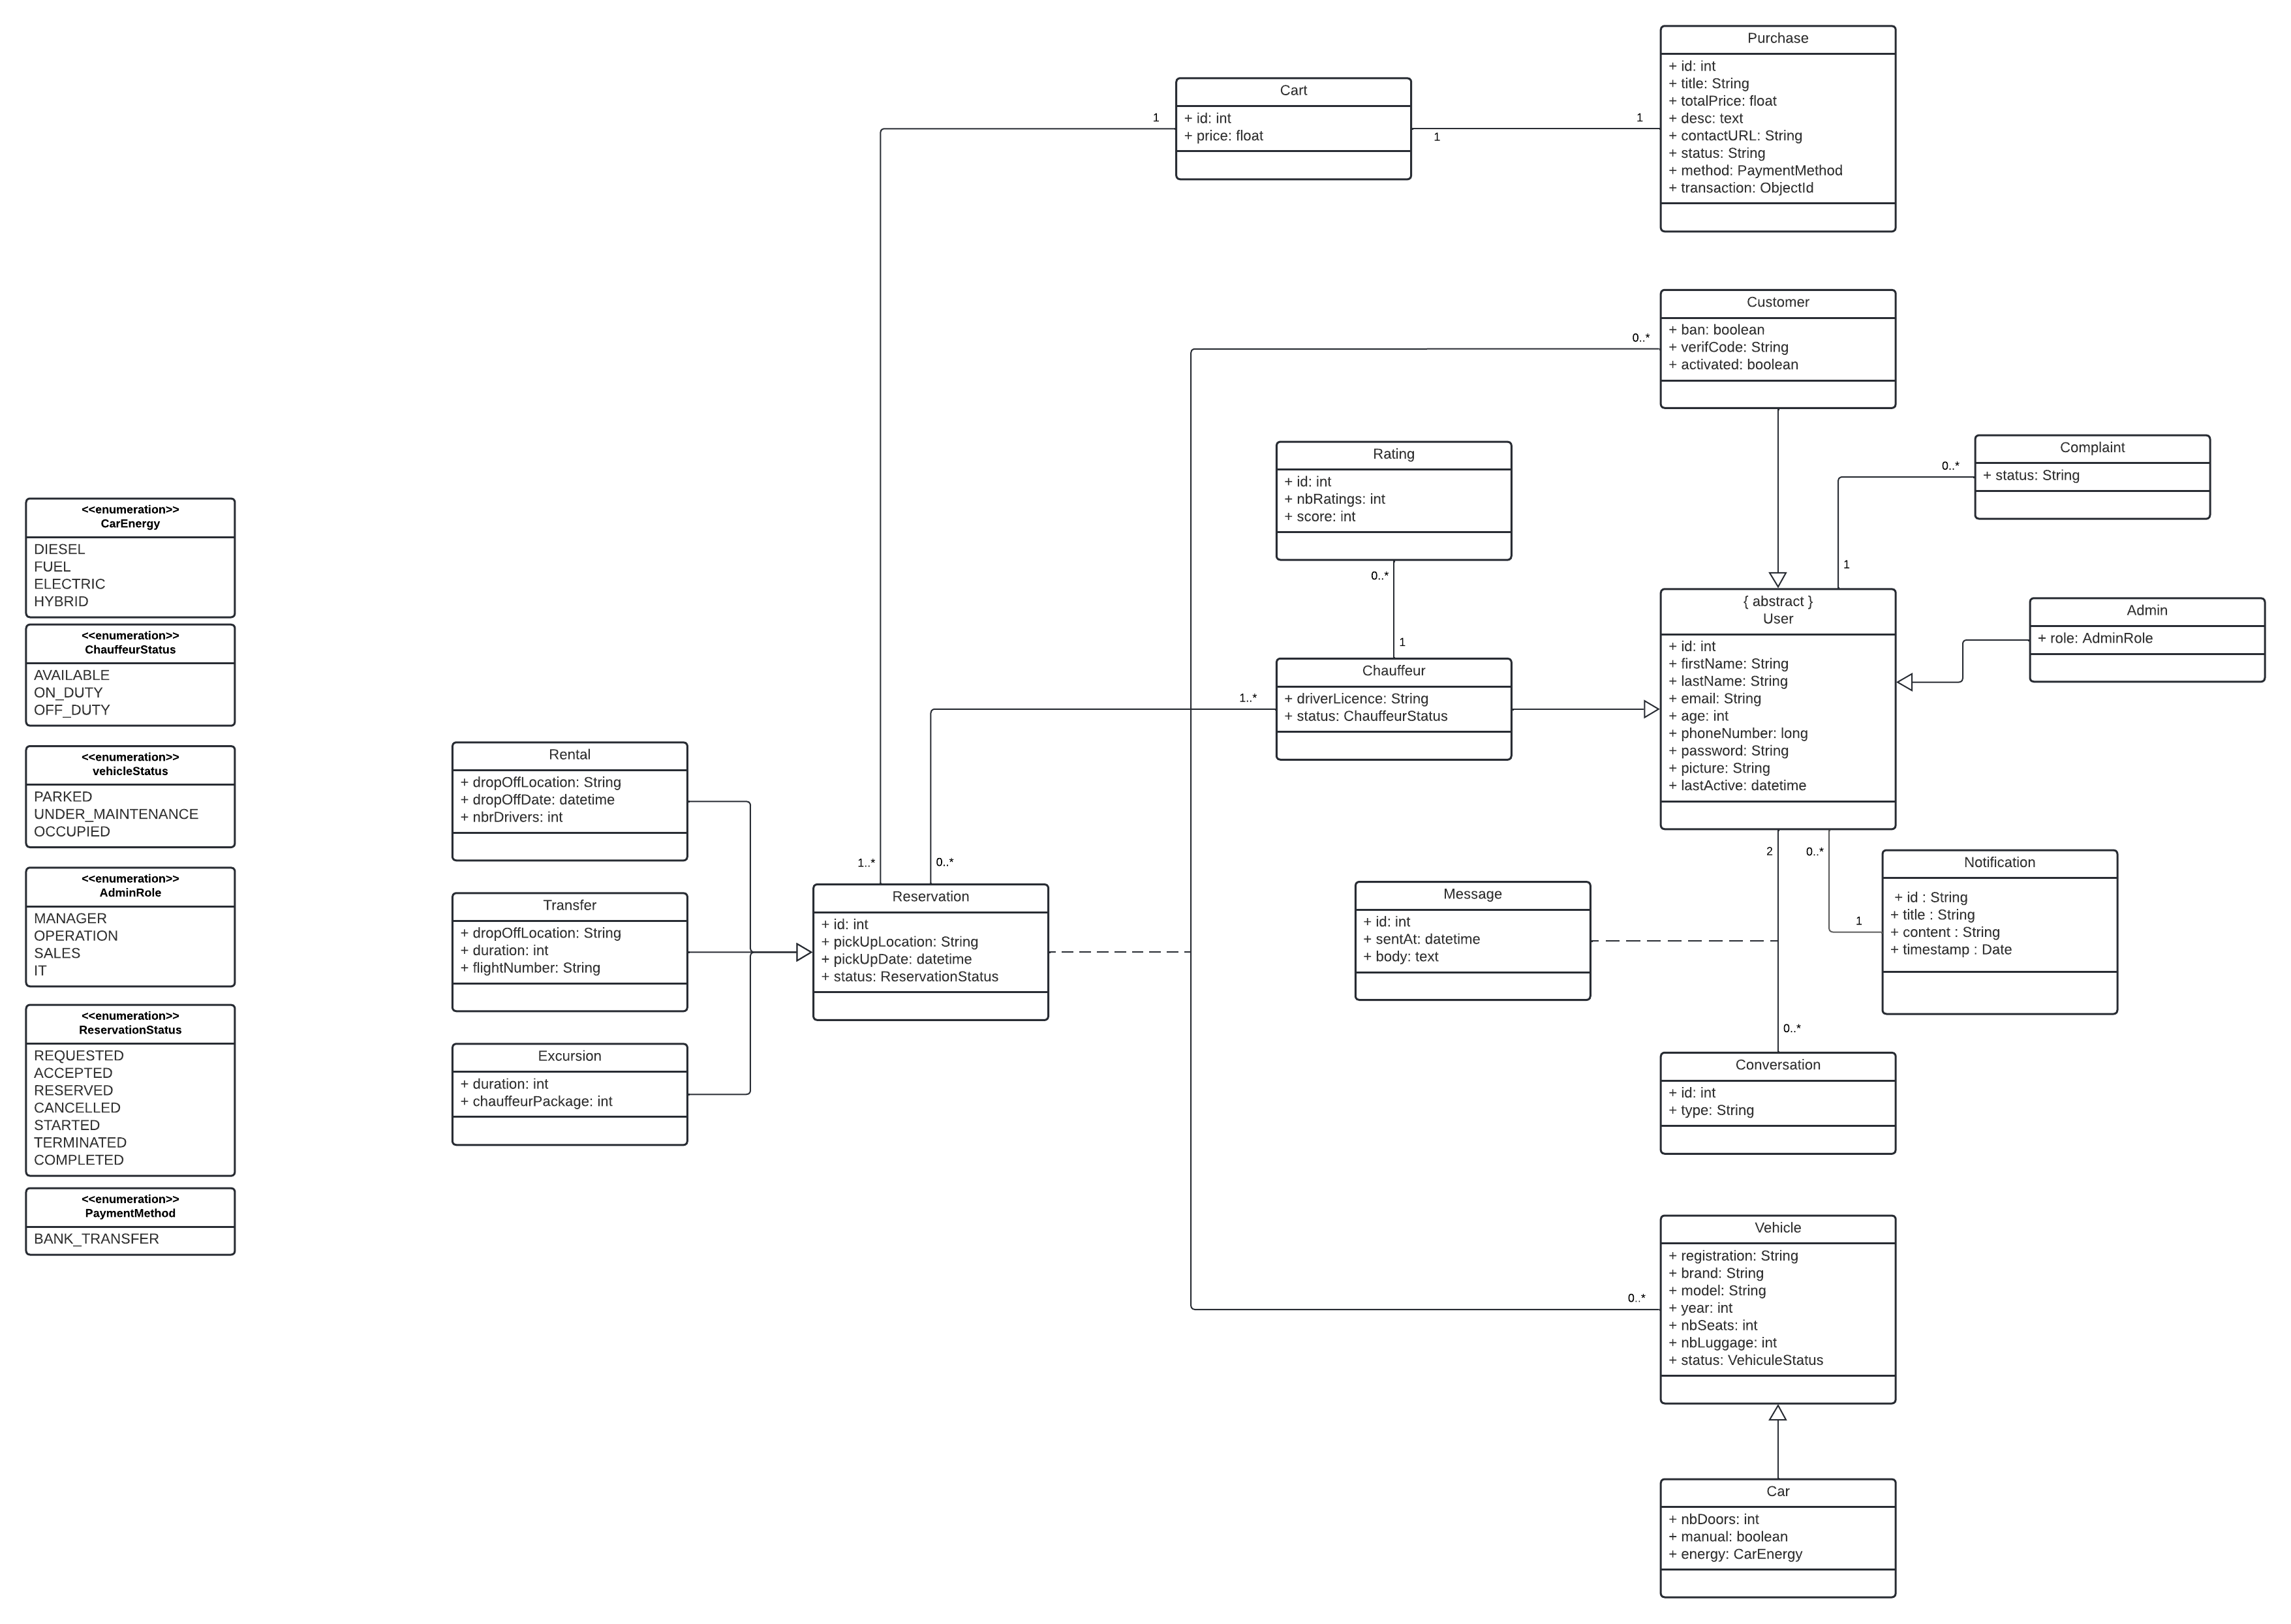 Purchase
+ id: int
+ title: String
+ totalPrice: float
+ desc: text
+ contactURL: String
+ status: String
+ method: PaymentMethod
+ transaction: ObjectId
Cart
+ id: int
+ price: float
1
1
1
Customer
+ ban: boolean
+ verifCode: String
+ activated: boolean
0..*
Rating
+ id: int
+ nbRatings: int
+ score: int
0..*
1
Complaint
+ status: String
0..*
1
<<enumeration>>
CarEnergy
DIESEL
FUEL
ELECTRIC
HYBRID
<<enumeration>>
ChauffeurStatus
AVAILABLE
ON_DUTY
OFF_DUTY
<<enumeration>>
vehicleStatus
PARKED
UNDER_MAINTENANCE
OCCUPIED
<<enumeration>>
AdminRole
MANAGER
OPERATION
SALES
IT
<<enumeration>>
ReservationStatus
REQUESTED
ACCEPTED
RESERVED
CANCELLED
STARTED
TERMINATED
COMPLETED
<<enumeration>>
PaymentMethod
BANK_TRANSFER
{ abstract }
User
+ id: int
+ firstName: String
+ lastName: String
+ email: String
+ age: int
+ phoneNumber: long
+ password: String
+ picture: String
+ lastActive: datetime
Admin
+ role: AdminRole
Chauffeur
+ driverLicence: String
+ status: ChauffeurStatus
1..*
Rental
+ dropOffLocation: String
+ dropOffDate: datetime
+ nbrDrivers: int
Transfer
+ dropOffLocation: String
+ duration: int
+ flightNumber: String
Excursion
+ duration: int
+ chauffeurPackage: int
1..*
0..*
Reservation
+ id: int
+ pickUpLocation: String
+ pickUpDate: datetime
+ status: ReservationStatus
Message
+ id: int
+ sentAt: datetime
+ body: text
2
0..*
Notification
+ id : String
+ title : String
+ content : String
+ timestamp : Date
1
0..*
Conversation
+ id: int
+ type: String
Vehicle
+ registration: String
+ brand: String
+ model: String
+ year: int
+ nbSeats: int
+ nbLuggage: int
+ status: VehiculeStatus
0..*
Car
+ nbDoors: int
+ manual: boolean
+ energy: CarEnergy